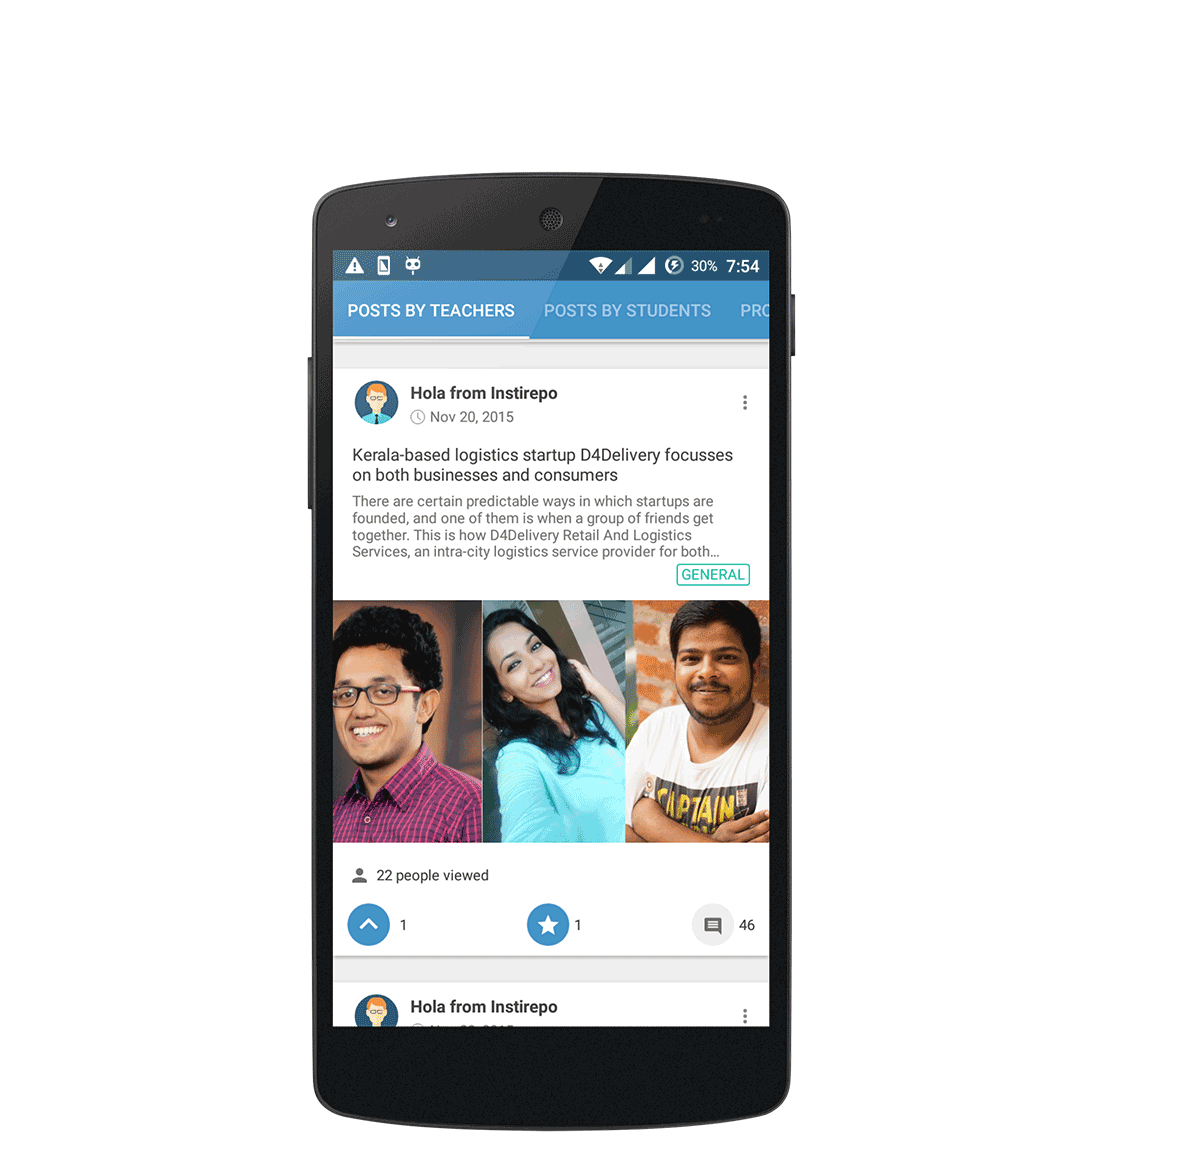 30% 7:54
POSTS BY TEACHERS POSTS BY STUDENTS PRO
Hola from Instirepo
Nov 20, 2015
Kerala-based logistics startup D4Delivery focusses
on both businesses and consumers
There are certain predictable ways in which startups are
founded, and one of them is when a group of friends get
together. This is how D4Delivery Retail And Logistics
Services, an intra-city logistics service provider for both...
GENERAL
CAPTAIN
22 people viewed
1 1 46
Hola from Instirepo